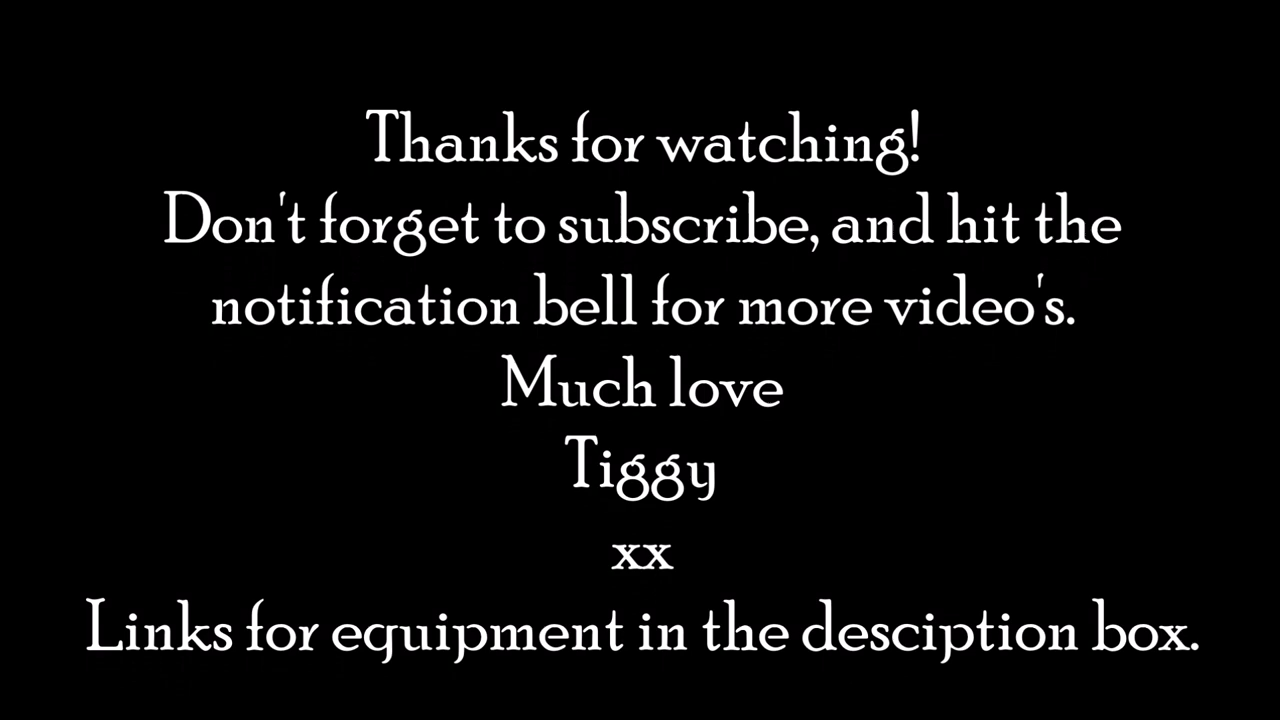 Thanks for watching!
Don't forget to subscribe, and hit the
notification bell for more video's.
Much love
Tiggy
xx
Links for equipment in the desciption box.